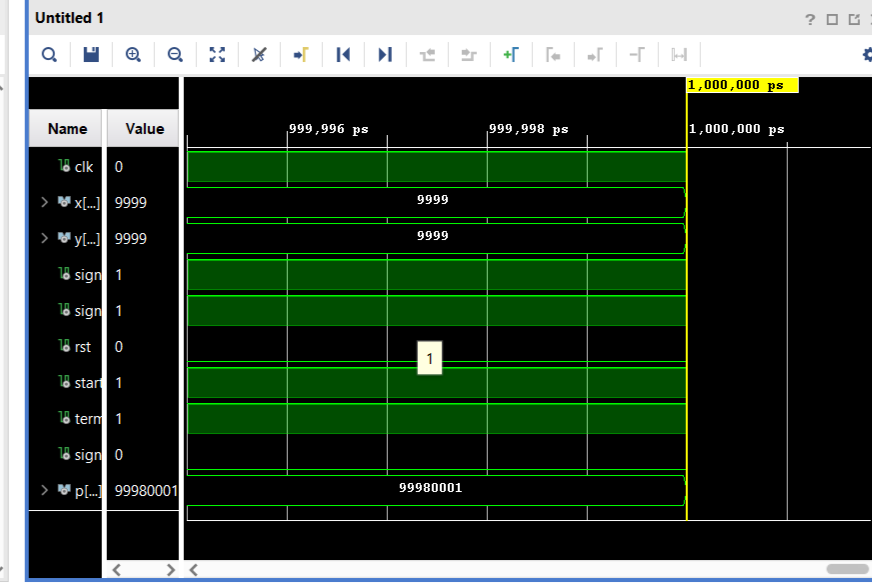 Untitled 1
?
1,000,000 ps
Name Value
999,996 ps 999,998 ps 1,000,000 ps
clk 0
x[...] 9999 9999
y[...] 9999 9999
sign 1
sign 1
rst 0
1
start 1
term 1
sign 0
p[...] 99980001 99980001